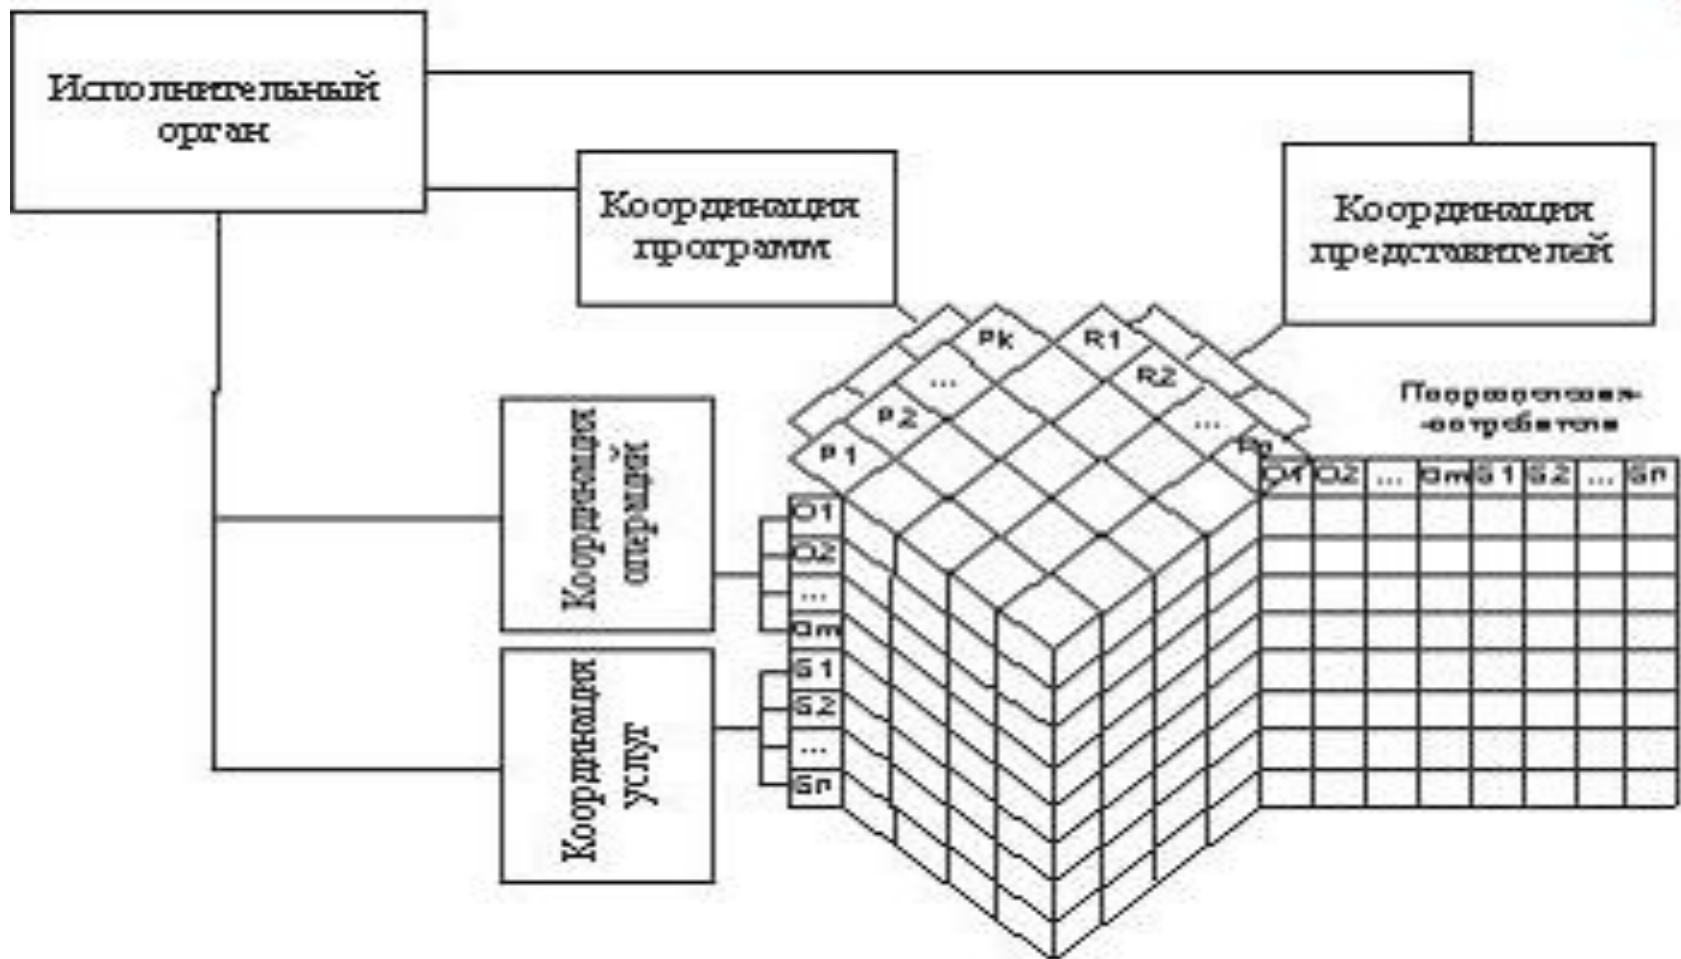 Исполнительный
орган
Координация
программ
Координация
представителей
Pk
R1
...
R2
P2
...
P1
O1 O2 ... Om S1 S2 ... Sn
Координация
операций
O1
O2
...
Om
Координация
услуг
S1
S2
...
Sn